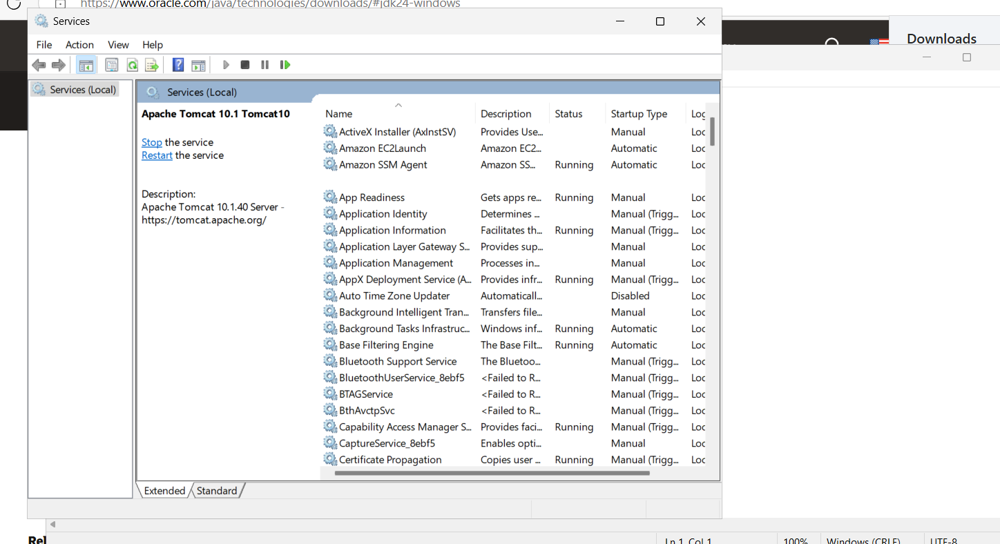 https://www.oracle.com/java/technologies/downloads/#jdk24-windows
Services
Downloads
File Action View Help
Services (Local)
Services (Local)
Apache Tomcat 10.1 Tomcat10
Stop the service
Restart the service
Description:
Apache Tomcat 10.1.40 Server -
https://tomcat.apache.org/
Name Description Status Startup Type Log
ActiveX Installer (AxInstSV) Provides Use... Manual Loc
Amazon EC2Launch Amazon EC2... Automatic Loc
Amazon SSM Agent Amazon SS... Running Automatic Loc
App Readiness Gets apps re... Running Manual Loc
Application Identity Determines ... Manual (Trigg... Loc
Application Information Facilitates th... Running Manual (Trigg... Loc
Application Layer Gateway S... Provides sup... Manual Loc
Application Management Processes in... Manual Loc
AppX Deployment Service (A... Provides infr... Running Manual (Trigg... Loc
Auto Time Zone Updater Automaticall... Disabled Loc
Background Intelligent Tran... Transfers file... Manual Loc
Background Tasks Infrastruc... Windows inf... Running Automatic Loc
Base Filtering Engine The Base Filt... Running Automatic Loc
Bluetooth Support Service The Bluetoo... Manual (Trigg... Loc
BluetoothUserService_8ebf5 <Failed to R... Manual (Trigg... Loc
BTAGService <Failed to R... Manual (Trigg... Loc
BthAvctpSvc <Failed to R... Manual (Trigg... Loc
Capability Access Manager S... Provides faci... Running Manual (Trigg... Loc
CaptureService_8ebf5 Enables opti... Manual Loc
Certificate Propagation Copies user ... Running Manual (Trigg... Loc
Extended Standard
Rel
Ln 1, Col 1 100% Windows (CRLF) UTF-8